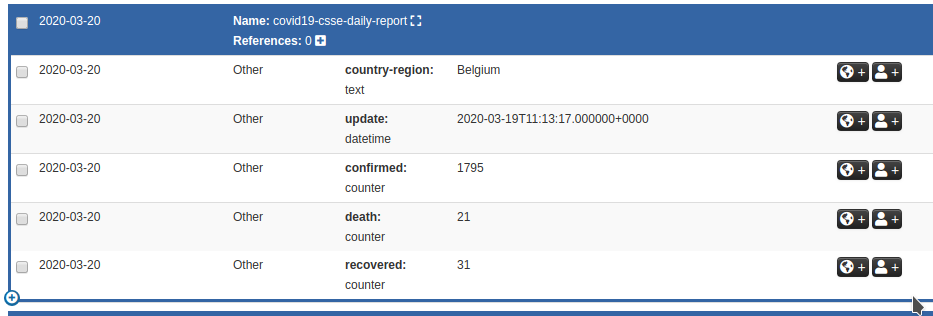 2020-03-20 Name: covid19-csse-daily-report
References: 0
2020-03-20 Other country-region: Belgium
text
2020-03-20 Other update: 2020-03-19T11:13:17.000000+0000
datetime
2020-03-20 Other confirmed: 1795
counter
2020-03-20 Other death: 21
counter
2020-03-20 Other recovered: 31
counter